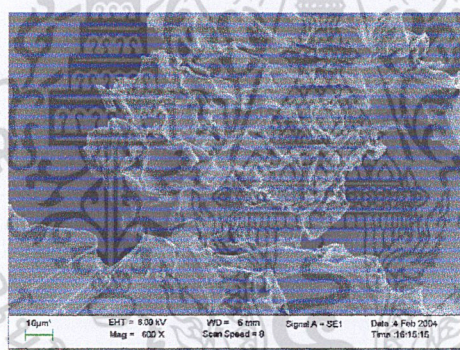 10µm EHT = 8.00 kV WD = 6 mm Signal A = SE1 Date :4 Feb 2004
Mag = 600 X Scan Speed = 8 Time :16:15:15